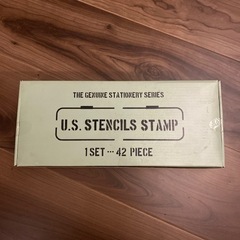 THE GENUINE STATIONERY SERIES
U.S. STENCILS STAMP
1 SET ··· 42 PIECE